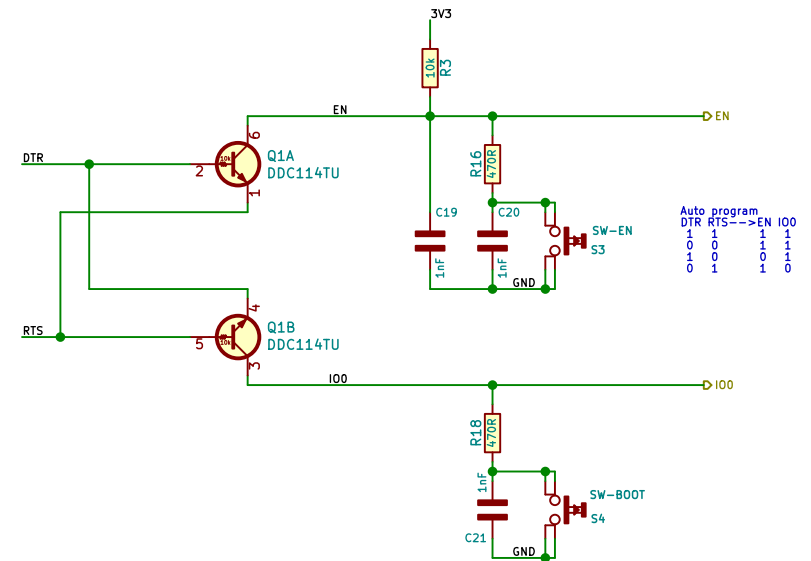 3V3
10k
R3
EN
EN
DTR
6
10k
Q1A
DDC114TU
2
1
R16
470R
C19
1nF
C20
1nF
SW-EN
S3
GND
Auto program
DTR RTS-->EN IO0
1 1 1 1
0 0 1 1
1 0 0 1
0 1 1 0
RTS
4
10k
Q1B
DDC114TU
5
3
IO0
IO0
R18
470R
1nF
C21
SW-BOOT
S4
GND